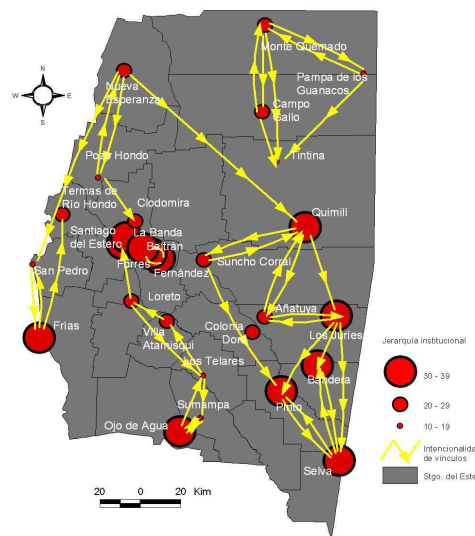 Monte Quemado
Pampa de los
Guanacos
N
W E
S
Nueva
Esperanza
Campo
Gallo
Tintina
Pozo Hondo
Termas de
Río Hondo
Clodomira
Quimilí
Santiago
del Estero
La Banda
Beltrán
Forres
Fernández
Suncho Corral
San Pedro
Loreto
Añatuya
Colonia
Dora
Los Juríes
Frías
Villa
Atamisqui
Los Telares
Bandera
Pinto
Sumampa
Ojo de Agua
Selva
Jerarquía
institucional
30 - 39
20 - 29
10 - 19
Intencionalida
de vínculos
Stgo. del Este
20 0 20 Kim